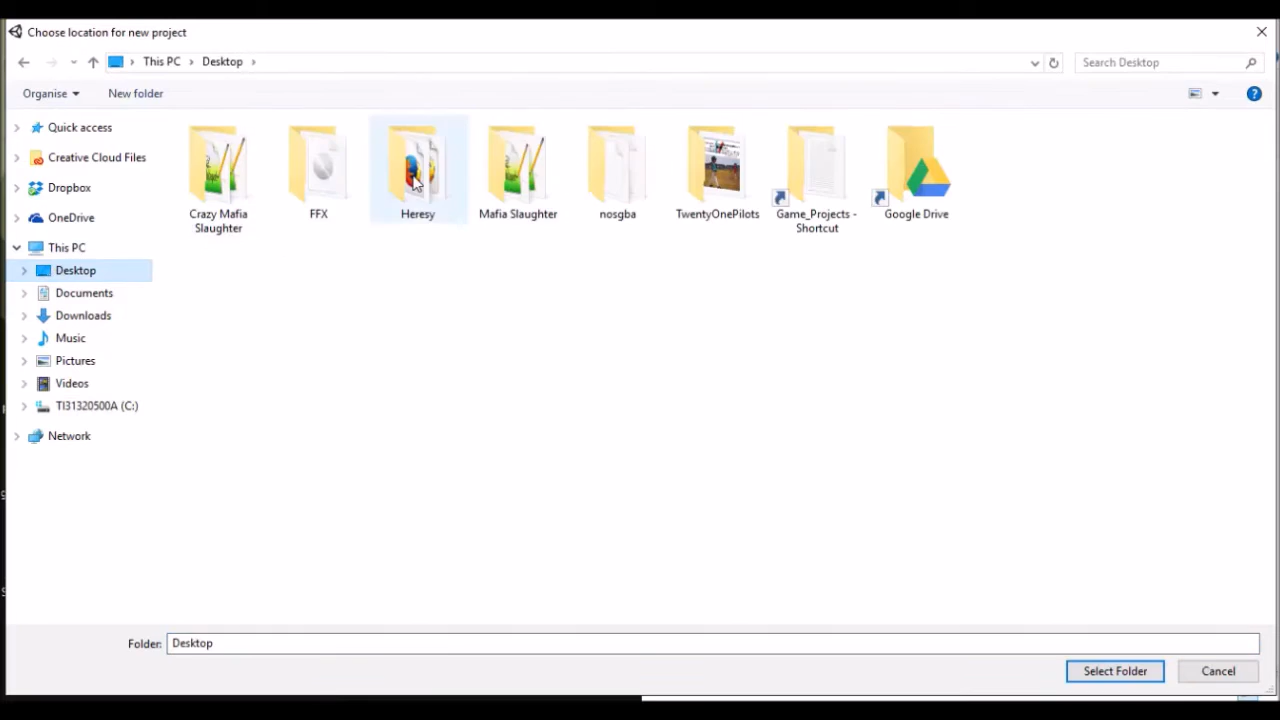 Choose location for new project
This PC
Desktop
Search Desktop
Organise
New folder
Quick access
Creative Cloud Files
Dropbox
OneDrive
This PC
Desktop
Documents
Downloads
Music
Pictures
Videos
TI31320500A (C:)
Network
Crazy Mafia
Slaughter
FFX
Heresy
Mafia Slaughter
nosgba
TwentyOnePilots
Game_Projects -
Shortcut
Google Drive
Folder:
Desktop
Select Folder
Cancel